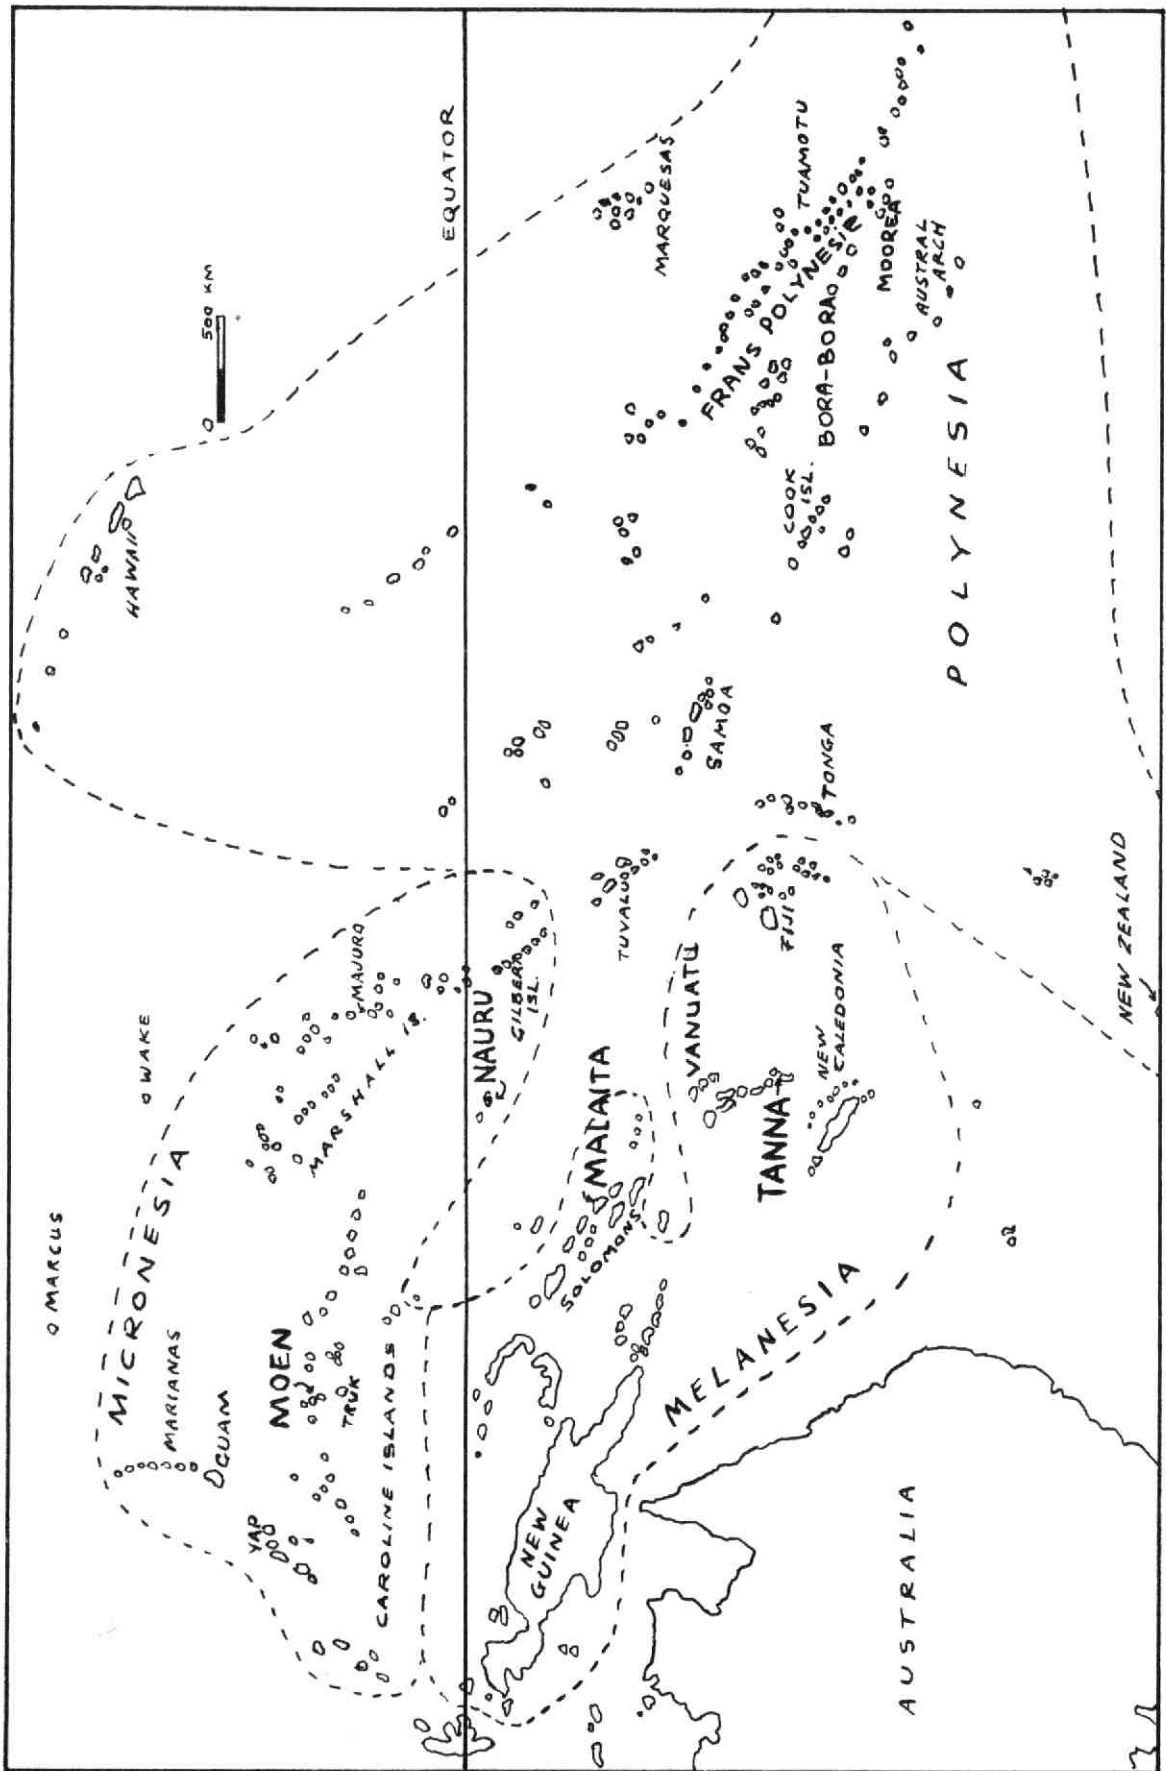 MARCUS
WAKE
HAWAII
0 500 KM
EQUATOR
MICRONESIA
MARIANAS
GUAM
YAP
MOEN
TRUK
CAROLINE ISLANDS
MARSHALL IS.
MAJURO
NAURU
GILBERT
ISL.
TUVALU
MARQUESAS
TUAMOTU
FRANS POLYNESIE
BORA-BORA
MOOREA
AUSTRAL
ARCH
COOK
ISL.
SAMOA
TONGA
POLYNESIA
NEW
GUINEA
SOLOMONS
MALAITA
VANUATU
TANNA
FIJI
NEW
CALEDONIA
MELANESIA
AUSTRALIA
NEW ZEALAND